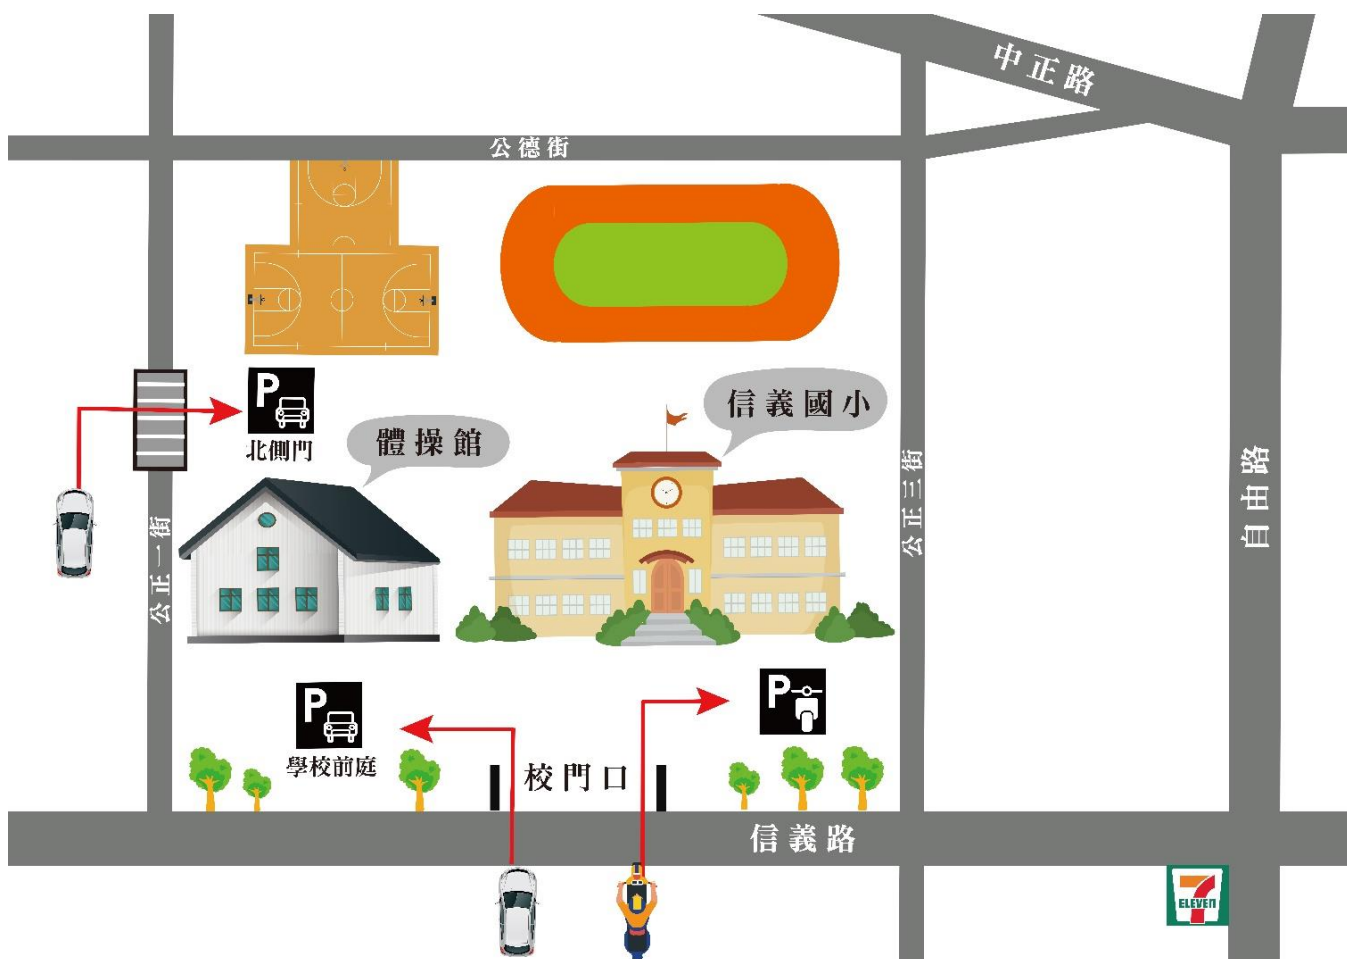 中正路
公德街
信義國小
體操館
P
北側門
公正一街
公正三街
自由路
P
學校前庭
P
校門口
信義路
7
ELEVEn